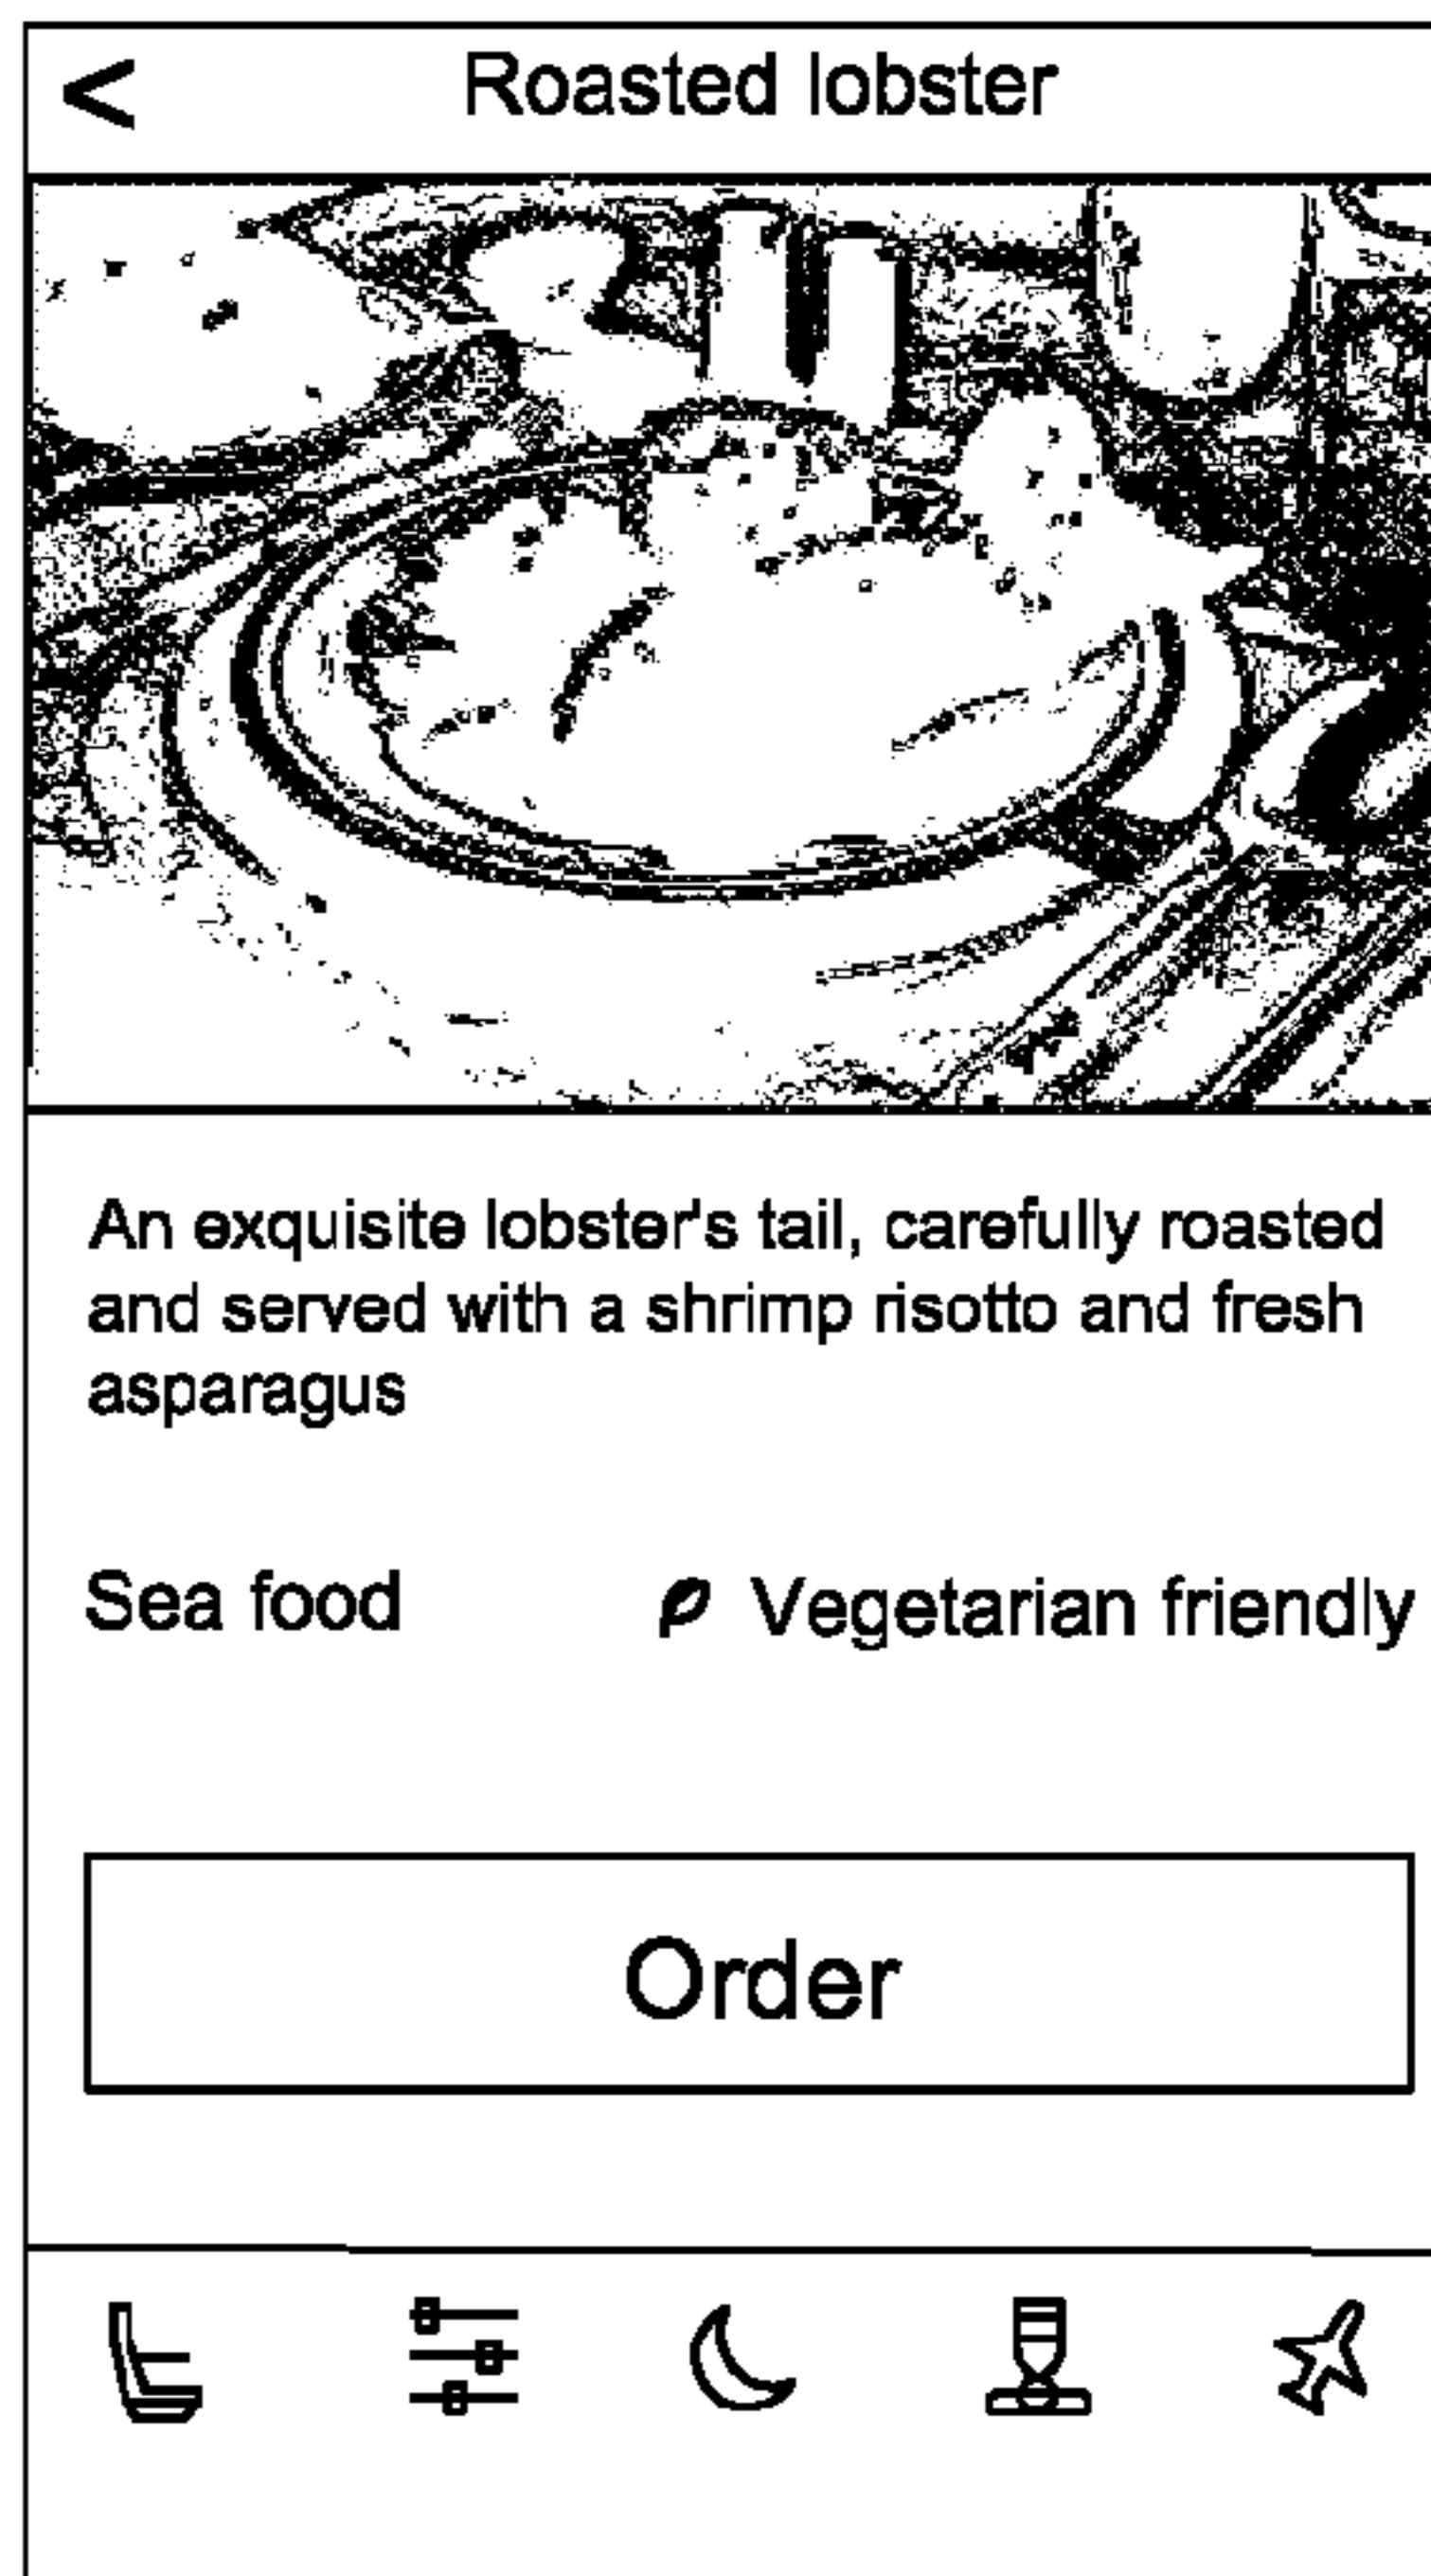 < Roasted lobster
An exquisite lobster's tail, carefully roasted
and served with a shrimp risotto and fresh
asparagus
Sea food Vegetarian friendly
Order